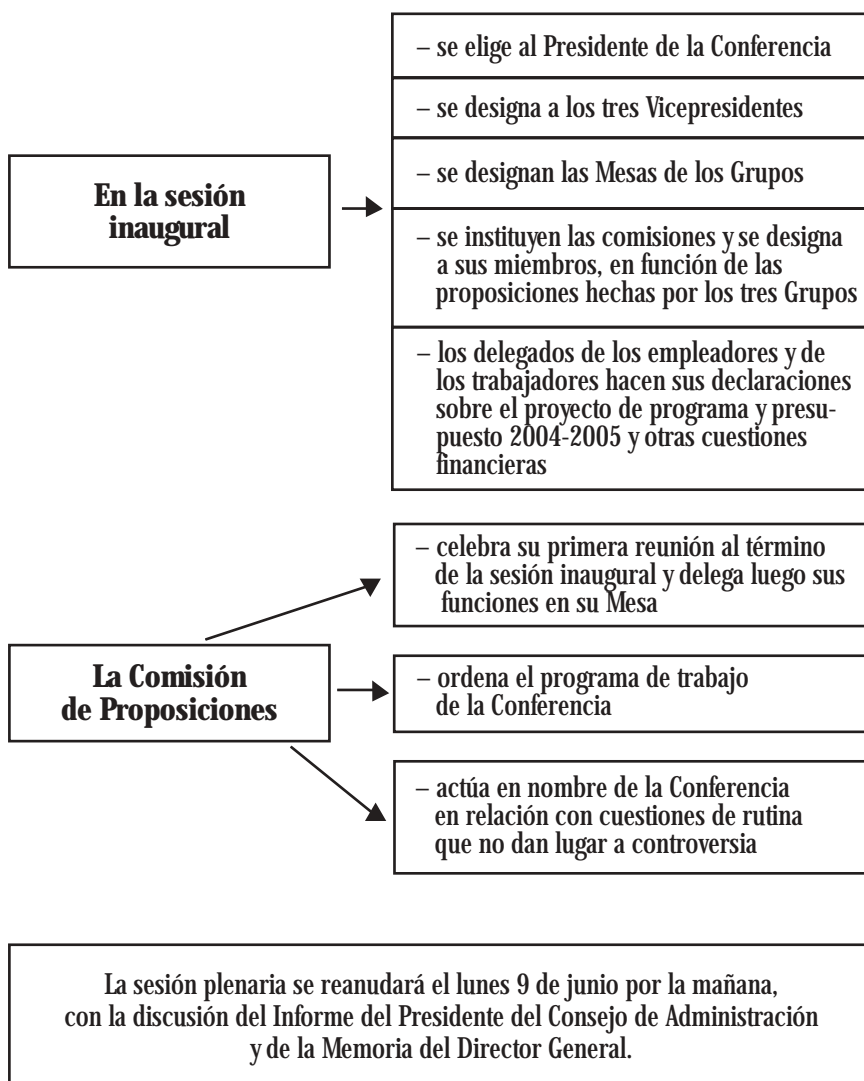 – se elige al Presidente de la Conferencia
– se designa a los tres Vicepresidentes
– se designan las Mesas de los Grupos
En la sesión
inaugural
– se instituyen las comisiones y se designa
a sus miembros, en función de las
proposiciones hechas por los tres Grupos
– los delegados de los empleadores y de
los trabajadores hacen sus declaraciones
sobre el proyecto de programa y presu-
puesto 2004-2005 y otras cuestiones
financieras
– celebra su primera reunión al término
de la sesión inaugural y delega luego sus
funciones en su Mesa
La Comisión
de Proposiciones
– ordena el programa de trabajo
de la Conferencia
– actúa en nombre de la Conferencia
en relación con cuestiones de rutina
que no dan lugar a controversia
La sesión plenaria se reanudará el lunes 9 de junio por la mañana,
con la discusión del Informe del Presidente del Consejo de Administración
y de la Memoria del Director General.